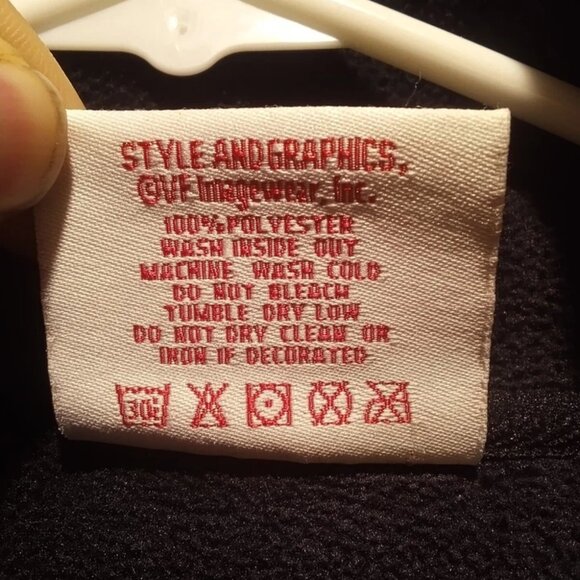 STYLE AND GRAPHICS,
©VF Imagewear, Inc.
100% POLYESTER
WASH INSIDE OUT
MACHINE WASH COLD
DO NOT BLEACH
TUMBLE DRY LOW
DO NOT DRY CLEAN OR
IRON IF DECORATED
30°